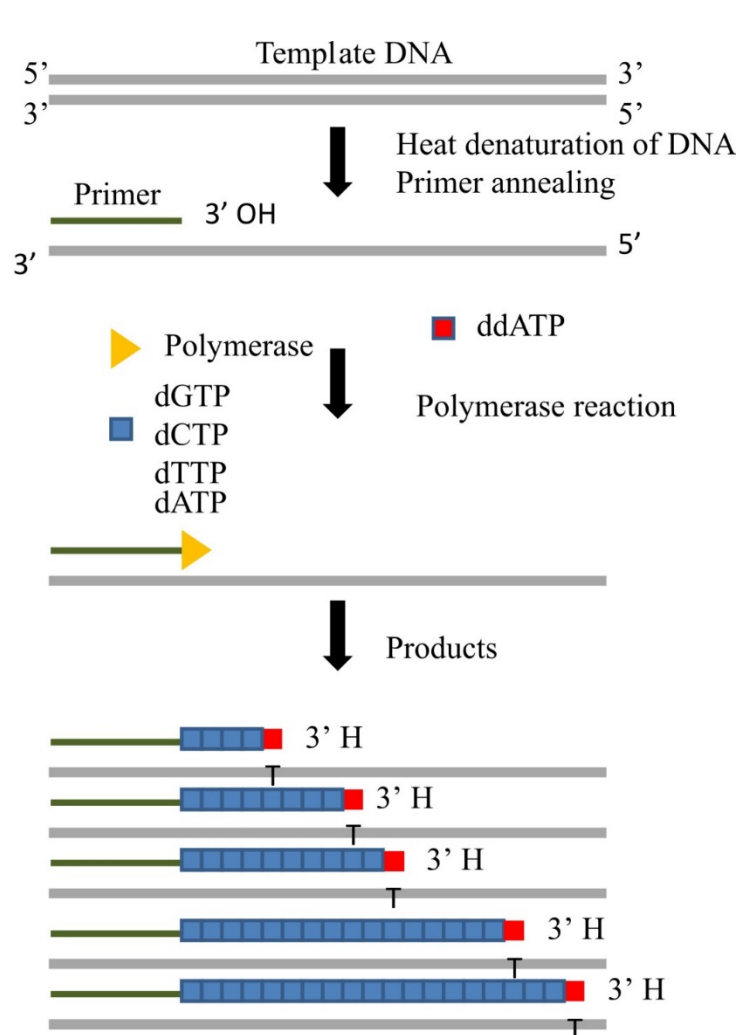 Template DNA
5’ 3’
3’ 5’
Heat denaturation of DNA
Primer annealing
Primer
3’ OH
3’ 5’
ddATP
Polymerase
dGTP
dCTP
dTTP
dATP
Polymerase reaction
Products
3’ H
T
3’ H
T
3’ H
T
3’ H
T
3’ H
T